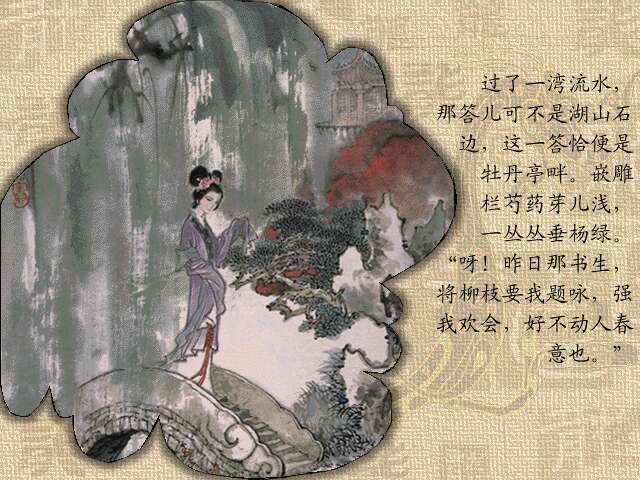 过了一湾流水，
那答儿可不是湖山石
边，这一答恰便是
牡丹亭畔。嵌雕
栏芍药芽儿浅，
一丛丛垂杨绿。
“呀！昨日那书生，
将柳枝要我题咏，强
我欢会，好不动人春
意也。”